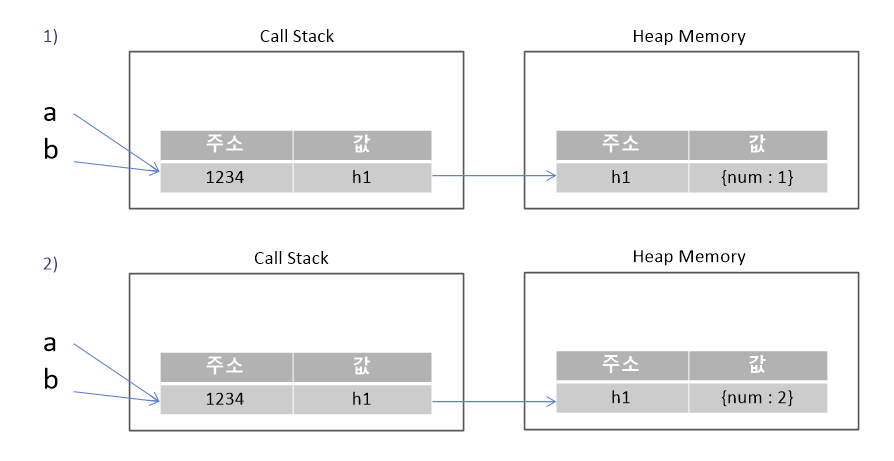 1)
Call Stack
Heap Memory
a
b
주소 값
1234 h1
주소 값
h1 {num : 1}
2)
Call Stack
Heap Memory
a
b
주소 값
1234 h1
주소 값
h1 {num : 2}